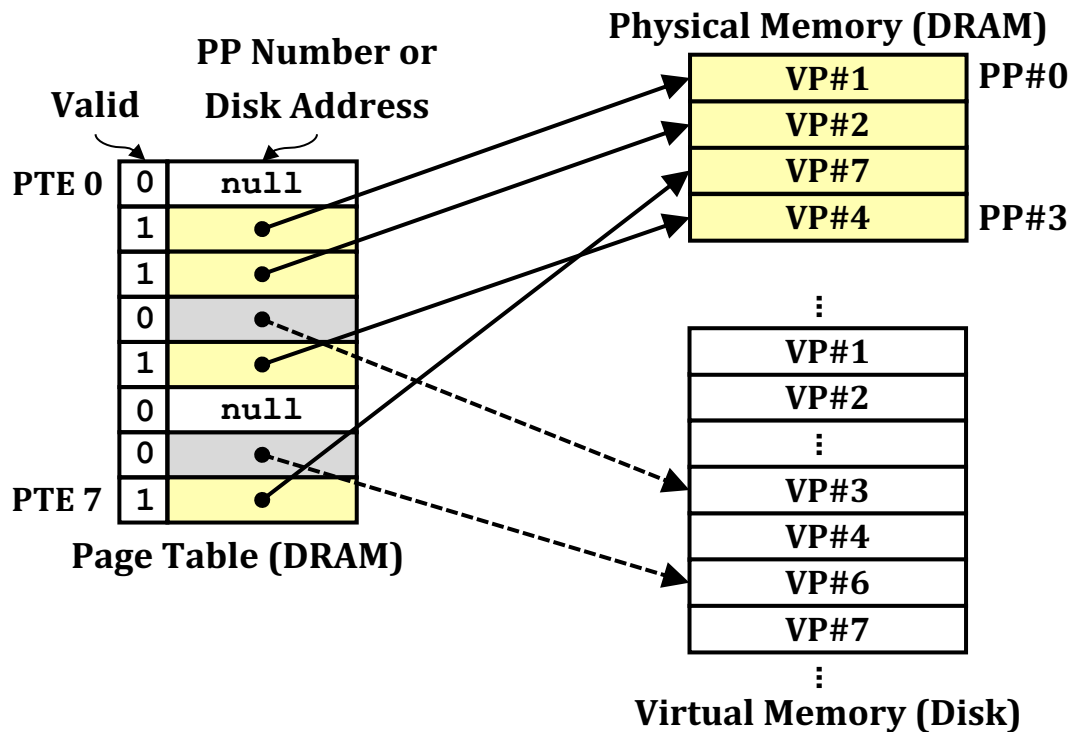 Physical Memory (DRAM)
PP Number or
Disk Address
Valid
VP#1 PP#0
VP#2
VP#7
VP#4 PP#3
PTE 0 0 null
1
1
0
1
0 null
0
PTE 7 1
Page Table (DRAM)
⋮
VP#1
VP#2
⋮
VP#3
VP#4
VP#6
VP#7
⋮
Virtual Memory (Disk)